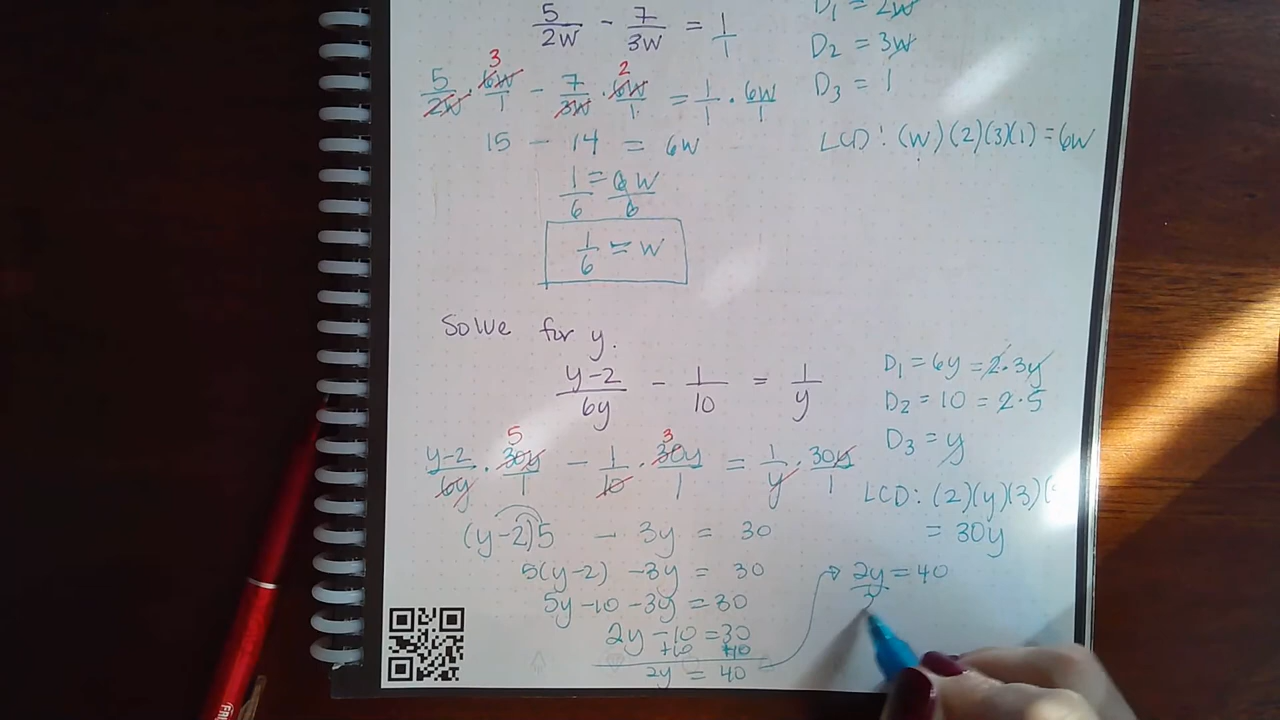 5/2w - 7/3w = 1/1
D₁ = 2w
D₂ = 3w
D₃ = 1
5/2w · 6w/1 3 - 7/3w · 6w/1 2 = 1/1 · 6w/1
15 - 14 = 6w
LCD: (w)(2)(3)(1) = 6w
1/6 = 6w/6
1/6 = w
Solve for y.
y-2/6y - 1/10 = 1/y
D₁ = 6y = 2·3y
D₂ = 10 = 2·5
D₃ = y
y-2/6y · 30y/1 5 - 1/10 · 30y/1 3 = 1/y · 30y/1
LCD: (2)(y)(3)(
= 30y
(y-2)5 - 3y = 30
5(y-2) - 3y = 30
5y - 10 - 3y = 30
2y - 10 = 30
+10 +10
2y = 40
2y = 40